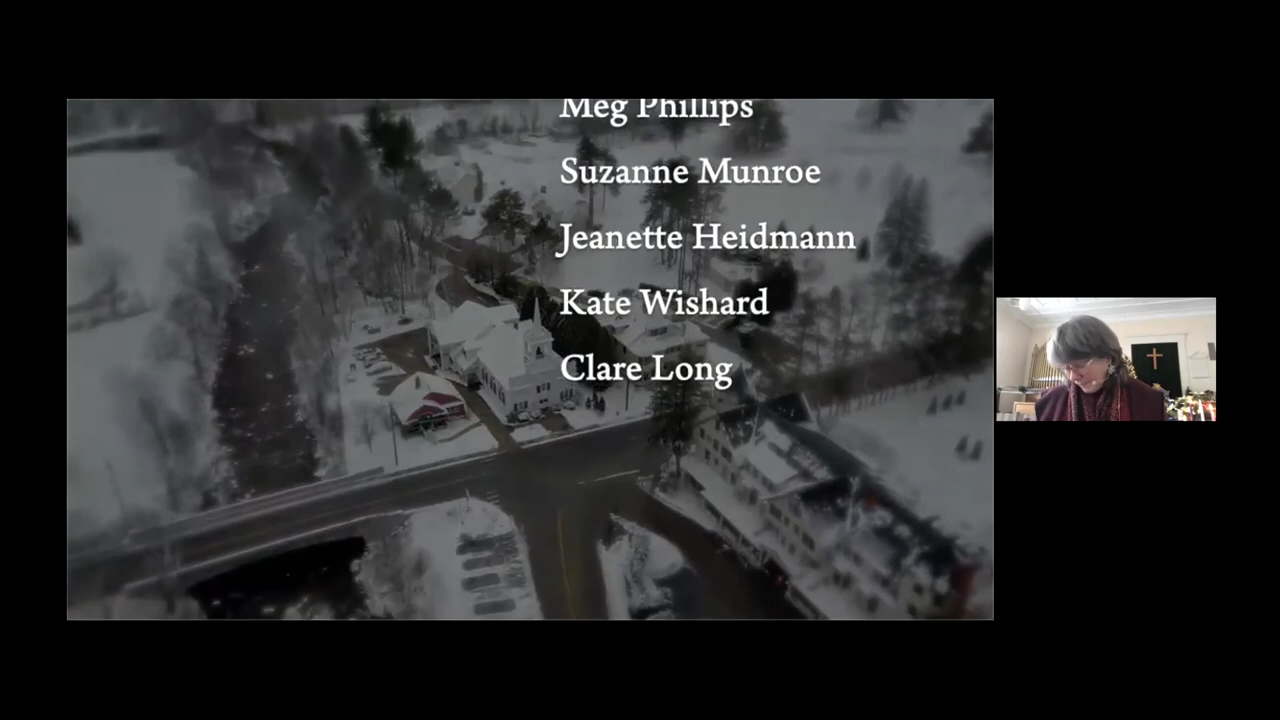 Meg Phillips
Suzanne Munroe
Jeanette Heidmann
Kate Wishard
Clare Long